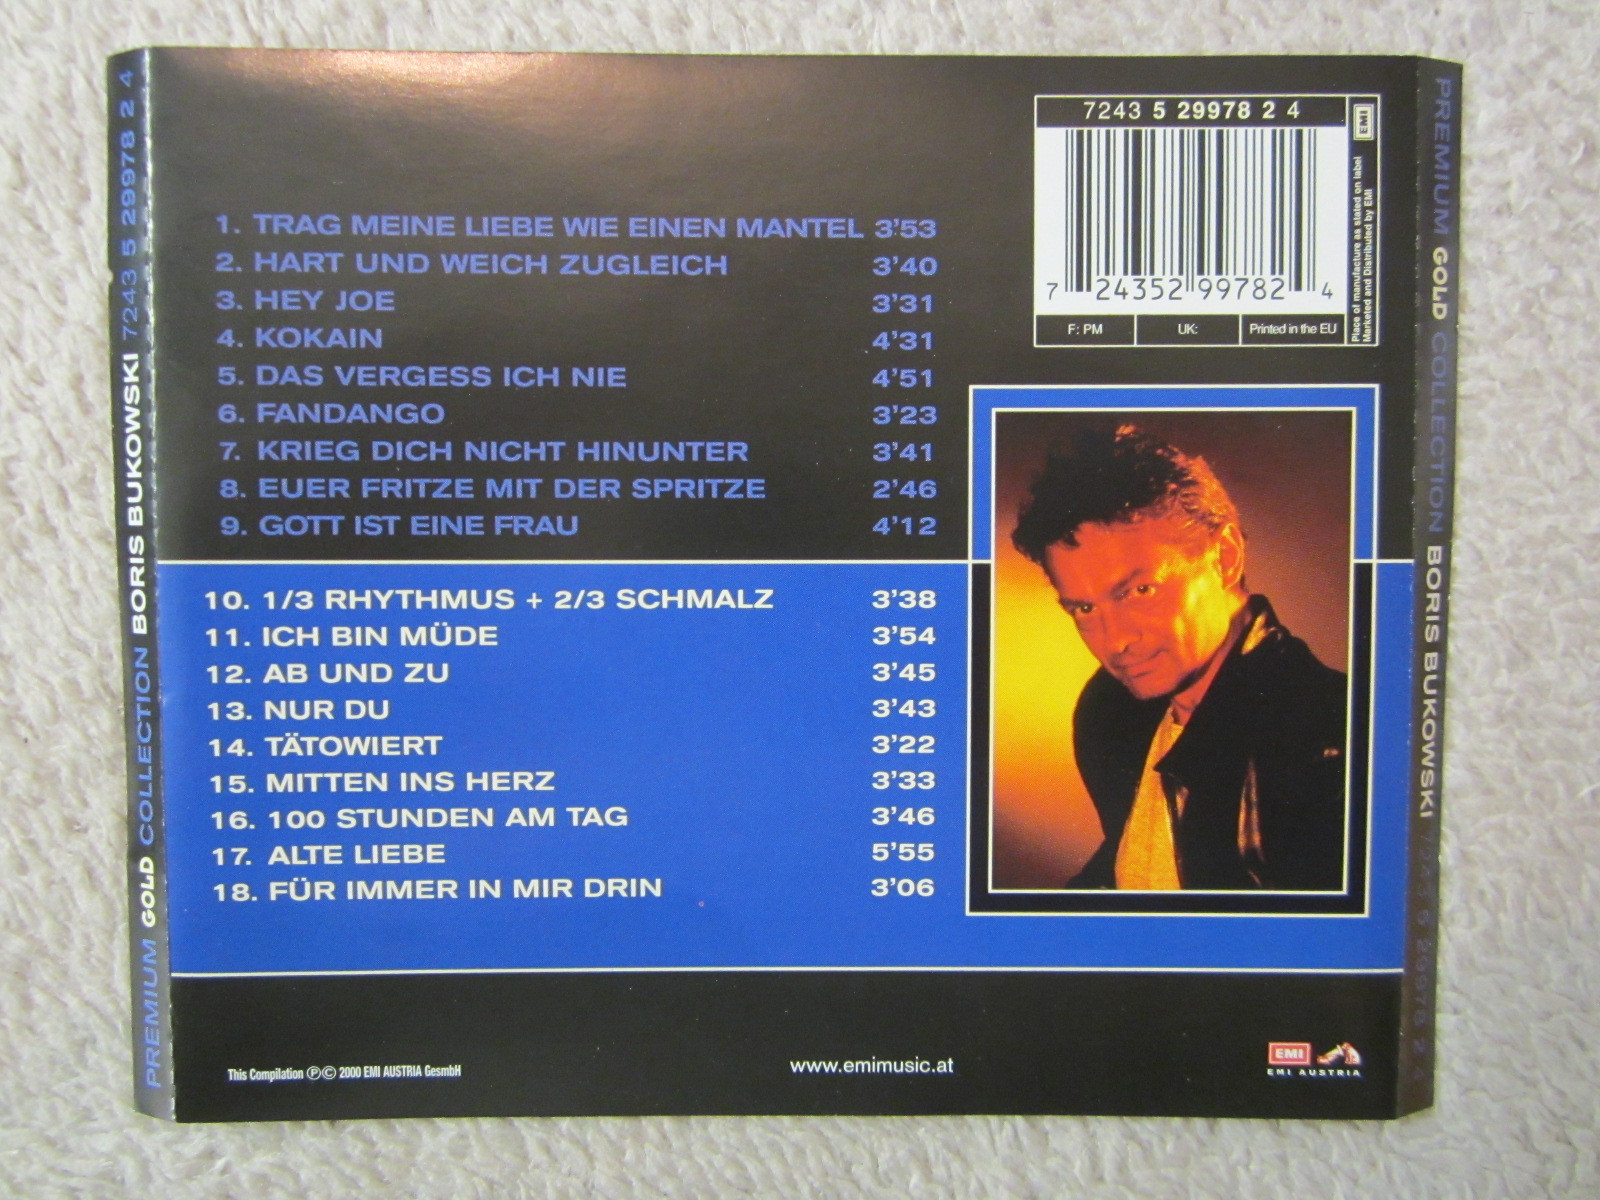 PREMIUM GOLD COLLECTION BORIS BUKOWSKI 7243 5 29978 2 4
1. TRAG MEINE LIEBE WIE EINEN MANTEL 3'53
2. HART UND WEICH ZUGLEICH 3'40
3. HEY JOE 3'31
4. KOKAIN 4'31
5. DAS VERGESS ICH NIE 4'51
6. FANDANGO 3'23
7. KRIEG DICH NICHT HINUNTER 3'41
8. EUER FRITZE MIT DER SPRITZE 2'46
9. GOTT IST EINE FRAU 4'12
10. 1/3 RHYTHMUS + 2/3 SCHMALZ 3'38
11. ICH BIN MÜDE 3'54
12. AB UND ZU 3'45
13. NUR DU 3'43
14. TÄTOWIERT 3'22
15. MITTEN INS HERZ 3'33
16. 100 STUNDEN AM TAG 3'46
17. ALTE LIEBE 5'55
18. FÜR IMMER IN MIR DRIN 3'06
7243 5 29978 2 4
7 24352 99782 4
F: PM UK: Printed in the EU
EMI
Place of manufacture as stated on label
Marketed and Distributed by EMI
This Compilation ℗© 2000 EMI AUSTRIA GesmbH
www.emimusic.at
EMI
EMI AUSTRIA
PREMIUM GOLD COLLECTION BORIS BUKOWSKI 7243 5 29978 2 4